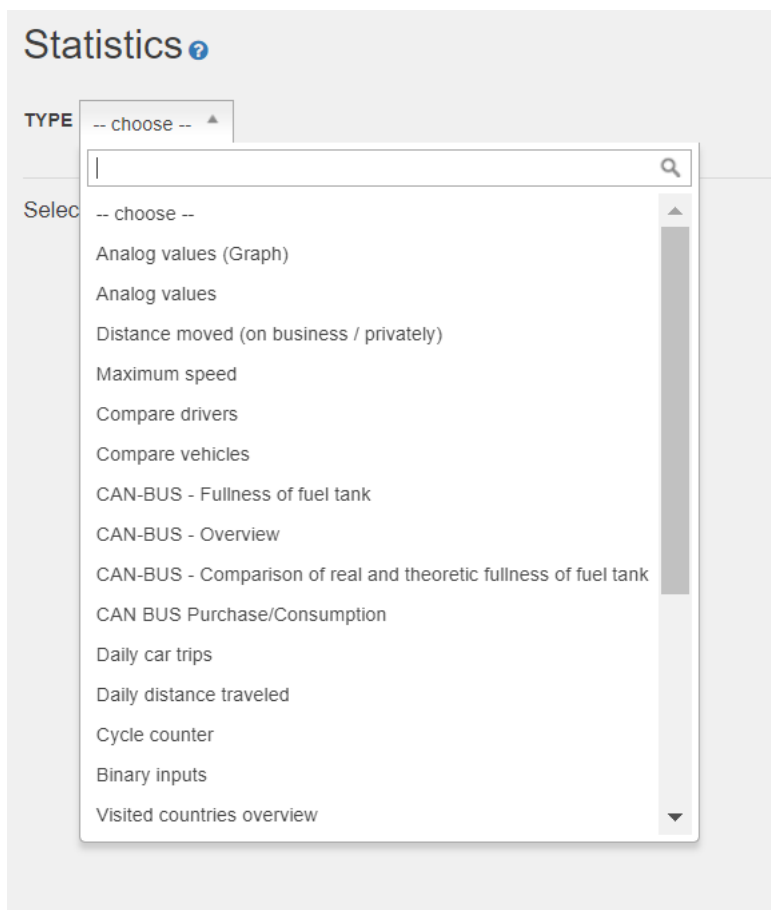 Statistics
TYPE -- choose --
Selec
-- choose --
Analog values (Graph)
Analog values
Distance moved (on business / privately)
Maximum speed
Compare drivers
Compare vehicles
CAN-BUS - Fullness of fuel tank
CAN-BUS - Overview
CAN-BUS - Comparison of real and theoretic fullness of fuel tank
CAN BUS Purchase/Consumption
Daily car trips
Daily distance traveled
Cycle counter
Binary inputs
Visited countries overview